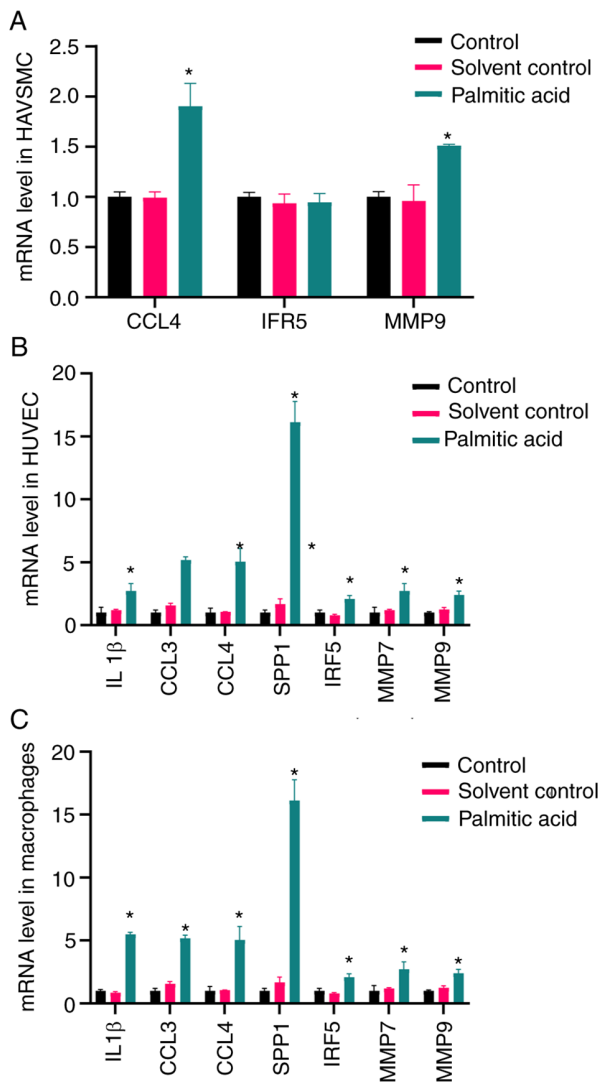 A
mRNA level in HAVSMC
2.5
2.0
1.5
1.0
0.5
0.0
Control
Solvent control
Palmitic acid
*
*
CCL4 IFR5 MMP9
B
mRNA level in HUVEC
20
15
10
5
0
Control
Solvent control
Palmitic acid
*
*
*
*
*
*
*
IL 1β
CCL3
CCL4
SPP1
IRF5
MMP7
MMP9
C
mRNA level in macrophages
20
15
10
5
0
Control
Solvent control
Palmitic acid
*
*
*
*
*
*
*
IL1β
CCL3
CCL4
SPP1
IRF5
MMP7
MMP9